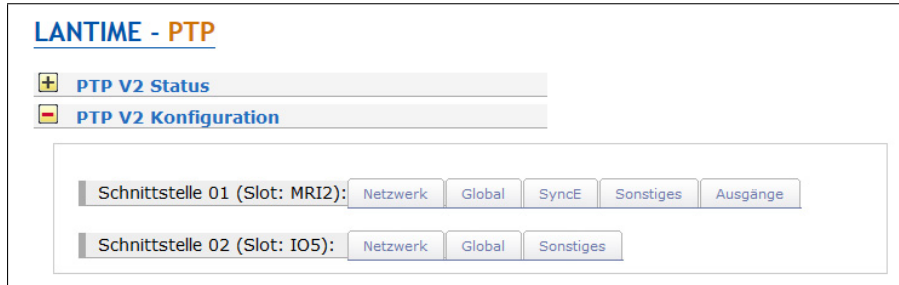 LANTIME - PTP
PTP V2 Status
PTP V2 Konfiguration
Schnittstelle 01 (Slot: MRI2): Netzwerk Global SyncE Sonstiges Ausgänge
Schnittstelle 02 (Slot: IO5): Netzwerk Global Sonstiges